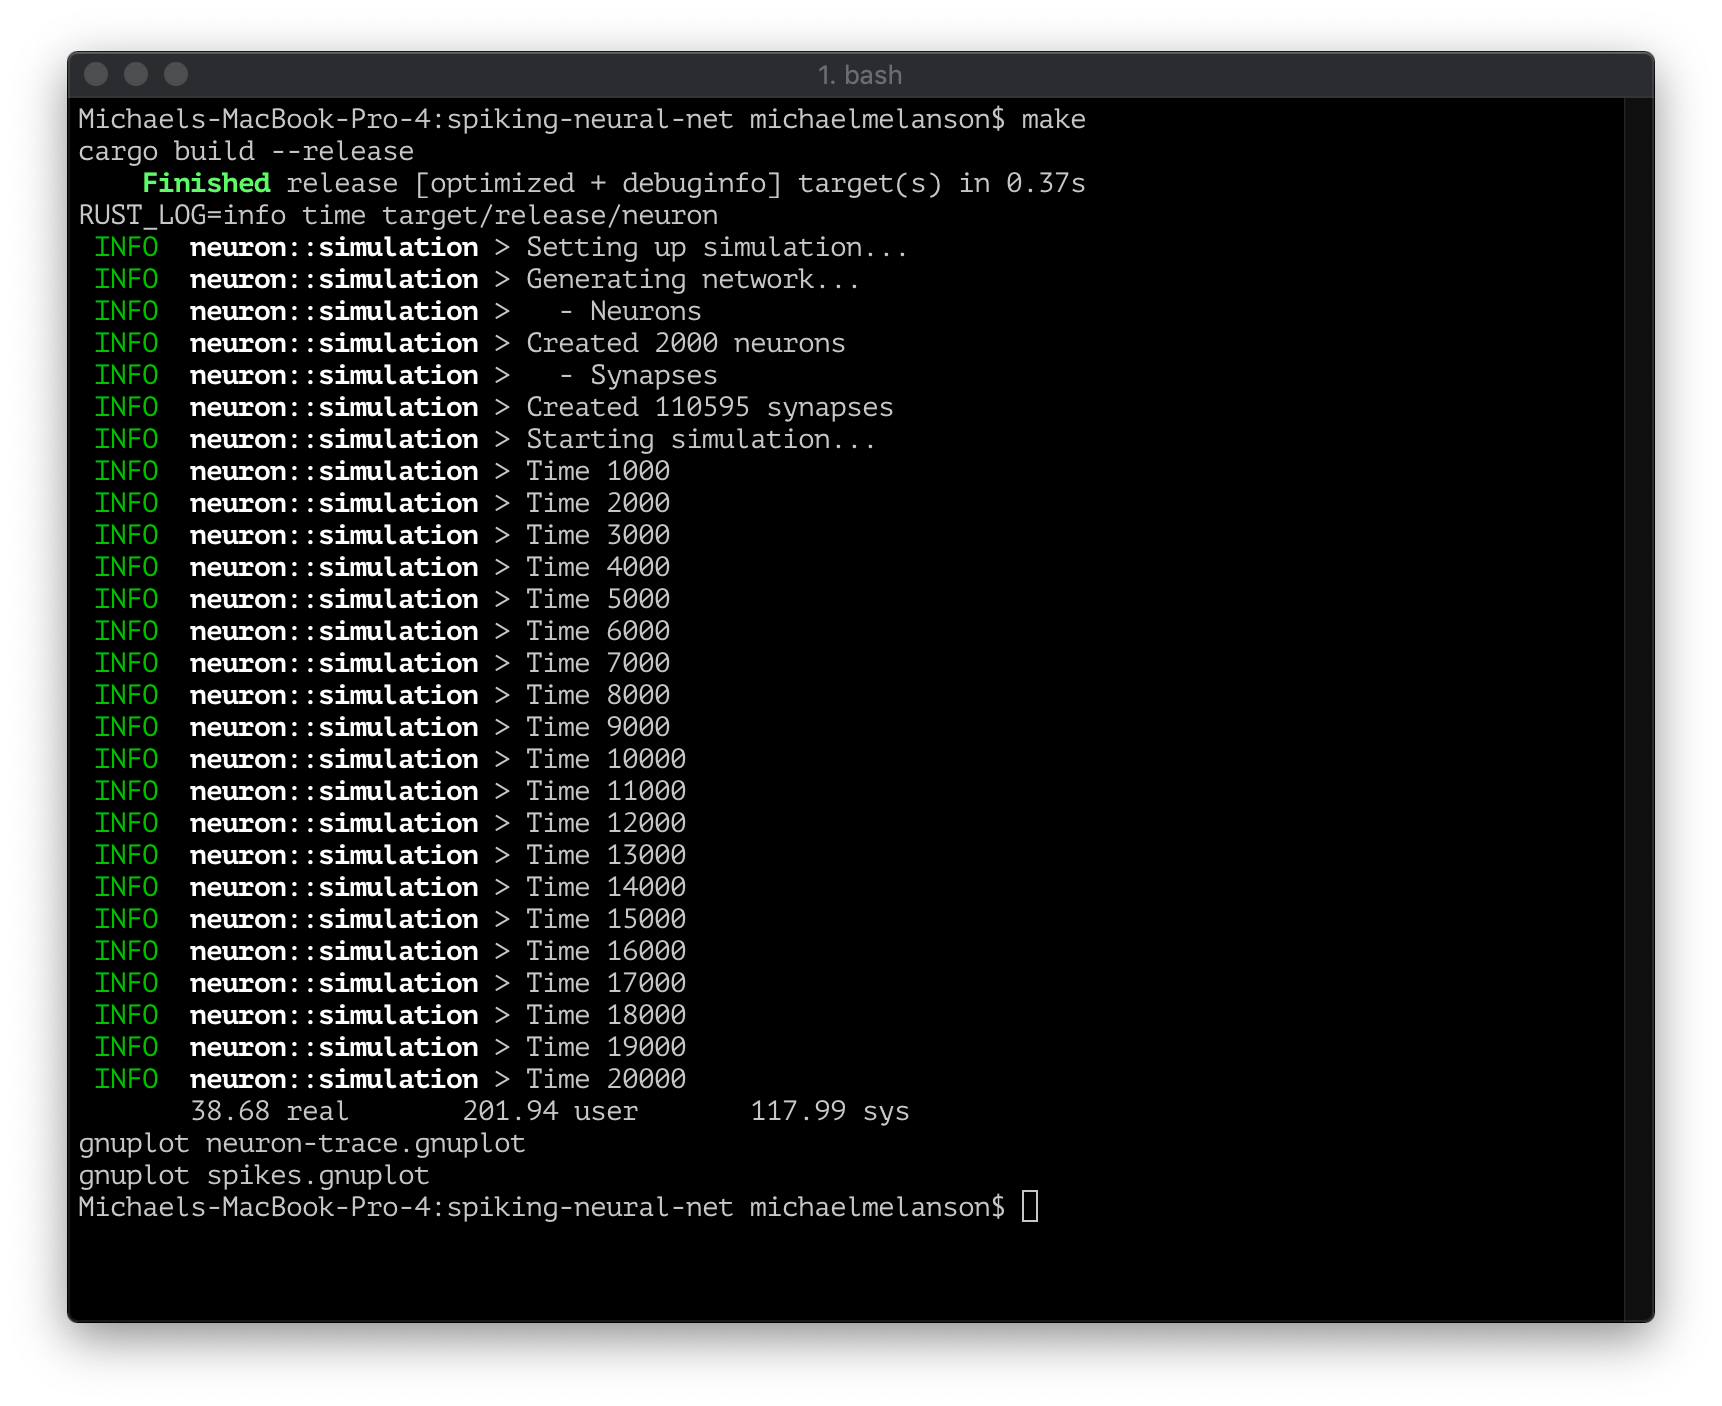 1. bash
Michaels-MacBook-Pro-4:spiking-neural-net michaelmelanson$ make
cargo build --release
    Finished release [optimized + debuginfo] target(s) in 0.37s
RUST_LOG=info time target/release/neuron
 INFO  neuron::simulation > Setting up simulation...
 INFO  neuron::simulation > Generating network...
 INFO  neuron::simulation >   - Neurons
 INFO  neuron::simulation > Created 2000 neurons
 INFO  neuron::simulation >   - Synapses
 INFO  neuron::simulation > Created 110595 synapses
 INFO  neuron::simulation > Starting simulation...
 INFO  neuron::simulation > Time 1000
 INFO  neuron::simulation > Time 2000
 INFO  neuron::simulation > Time 3000
 INFO  neuron::simulation > Time 4000
 INFO  neuron::simulation > Time 5000
 INFO  neuron::simulation > Time 6000
 INFO  neuron::simulation > Time 7000
 INFO  neuron::simulation > Time 8000
 INFO  neuron::simulation > Time 9000
 INFO  neuron::simulation > Time 10000
 INFO  neuron::simulation > Time 11000
 INFO  neuron::simulation > Time 12000
 INFO  neuron::simulation > Time 13000
 INFO  neuron::simulation > Time 14000
 INFO  neuron::simulation > Time 15000
 INFO  neuron::simulation > Time 16000
 INFO  neuron::simulation > Time 17000
 INFO  neuron::simulation > Time 18000
 INFO  neuron::simulation > Time 19000
 INFO  neuron::simulation > Time 20000
       38.68 real       201.94 user       117.99 sys
gnuplot neuron-trace.gnuplot
gnuplot spikes.gnuplot
Michaels-MacBook-Pro-4:spiking-neural-net michaelmelanson$